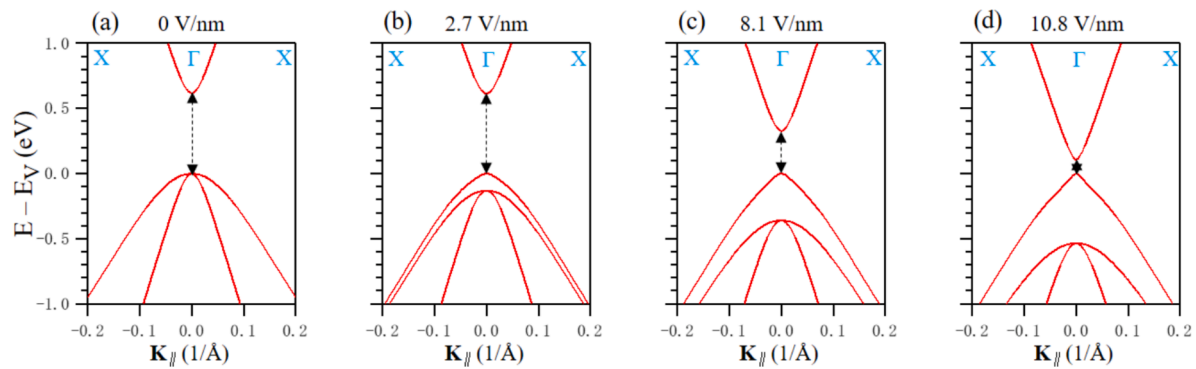 (a) 0 V/nm (b) 2.7 V/nm (c) 8.1 V/nm (d) 10.8 V/nm
1.0
X Γ X X Γ X X Γ X X Γ X
0.5
0.0
−0.5
−1.0
E − E_V (eV)
−0.2 −0.1 0.0 0.1 0.2 −0.2 −0.1 0.0 0.1 0.2 −0.2 −0.1 0.0 0.1 0.2 −0.2 −0.1 0.0 0.1 0.2
K_∥ (1/Å) K_∥ (1/Å) K_∥ (1/Å) K_∥ (1/Å)